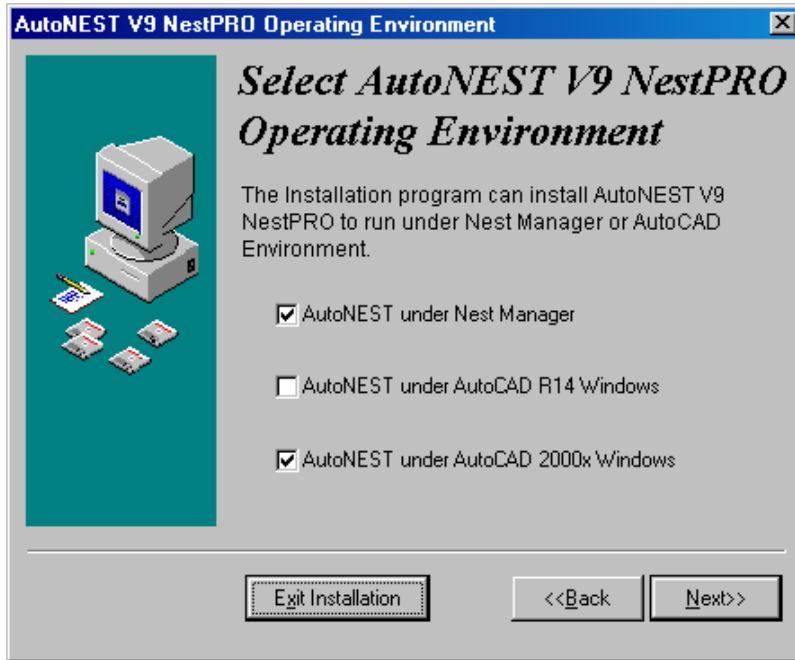 AutoNEST V9 NestPRO Operating Environment
Select AutoNEST V9 NestPRO
Operating Environment
The Installation program can install AutoNEST V9
NestPRO to run under Nest Manager or AutoCAD
Environment.
AutoNEST under Nest Manager
AutoNEST under AutoCAD R14 Windows
AutoNEST under AutoCAD 2000x Windows
Exit Installation
<<Back
Next>>